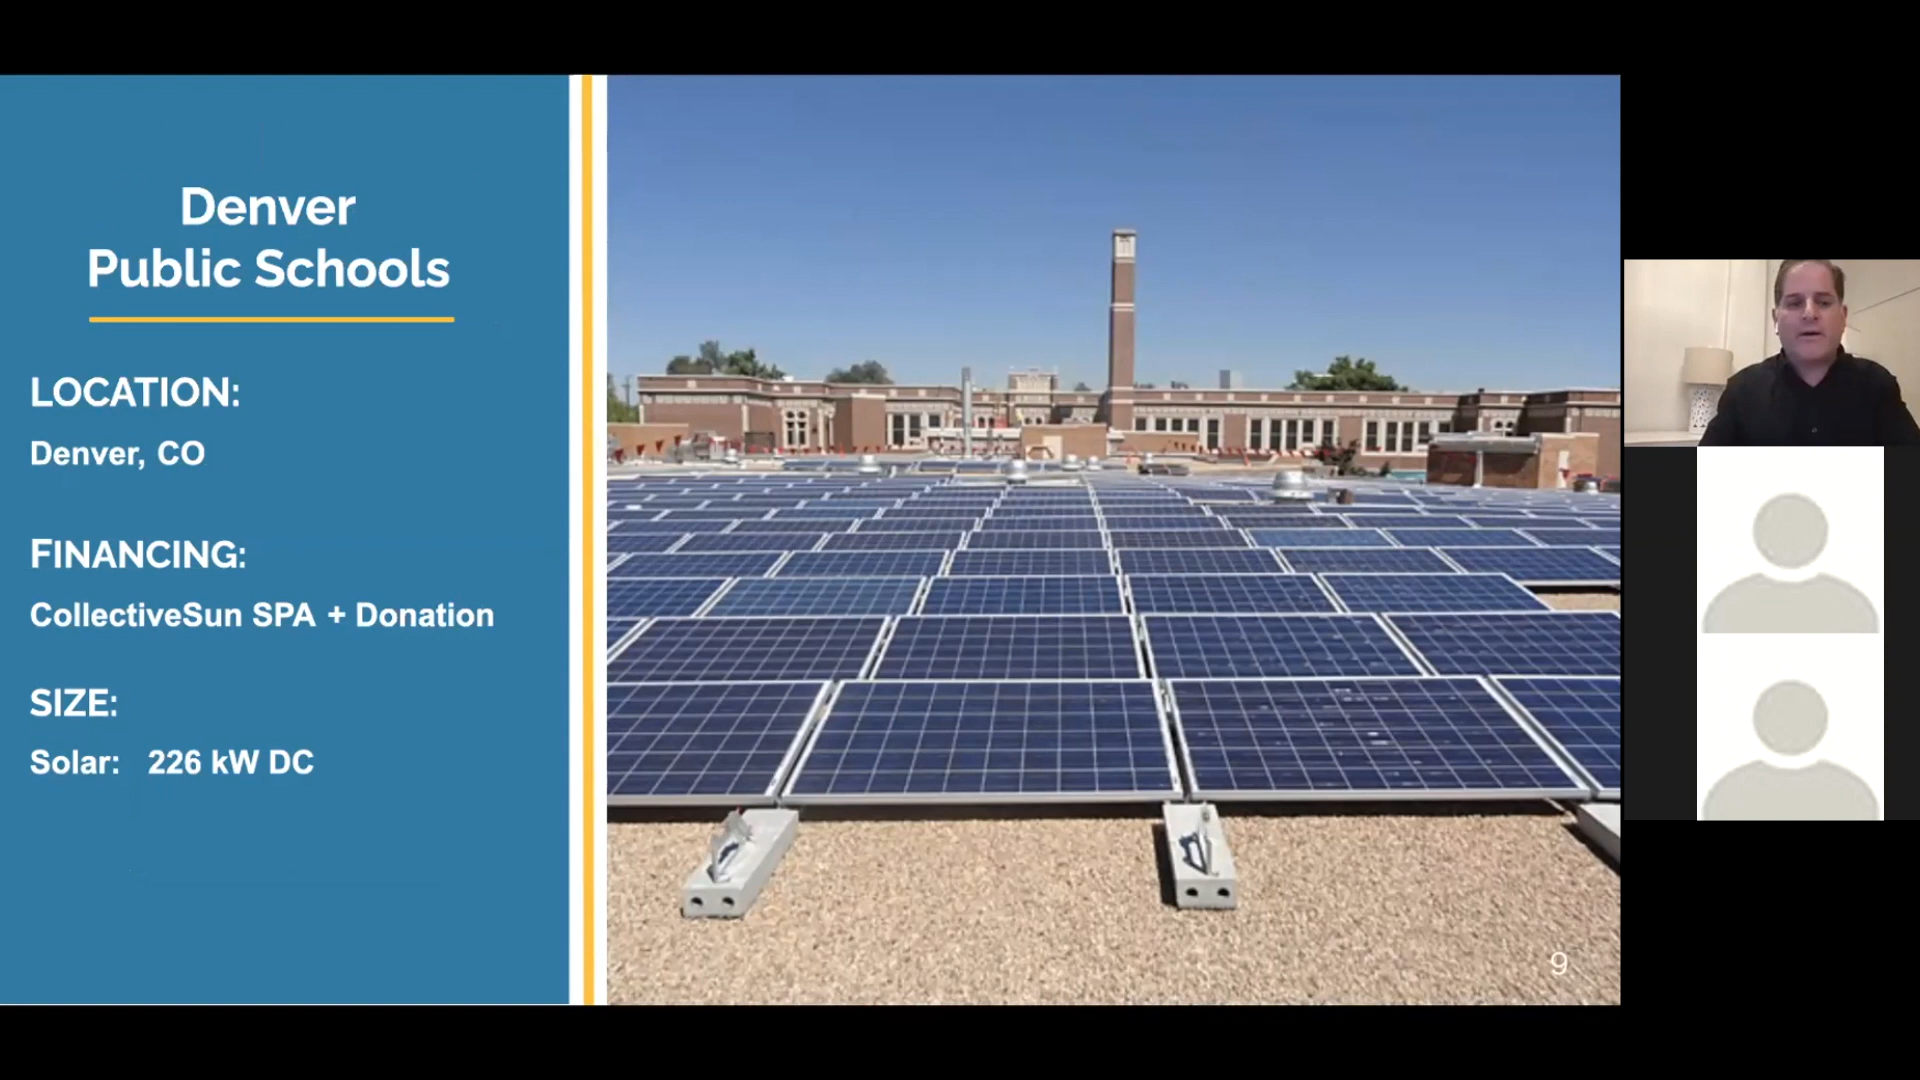 Denver
Public Schools
LOCATION:
Denver, CO
FINANCING:
CollectiveSun SPA + Donation
SIZE:
Solar: 226 kW DC
9